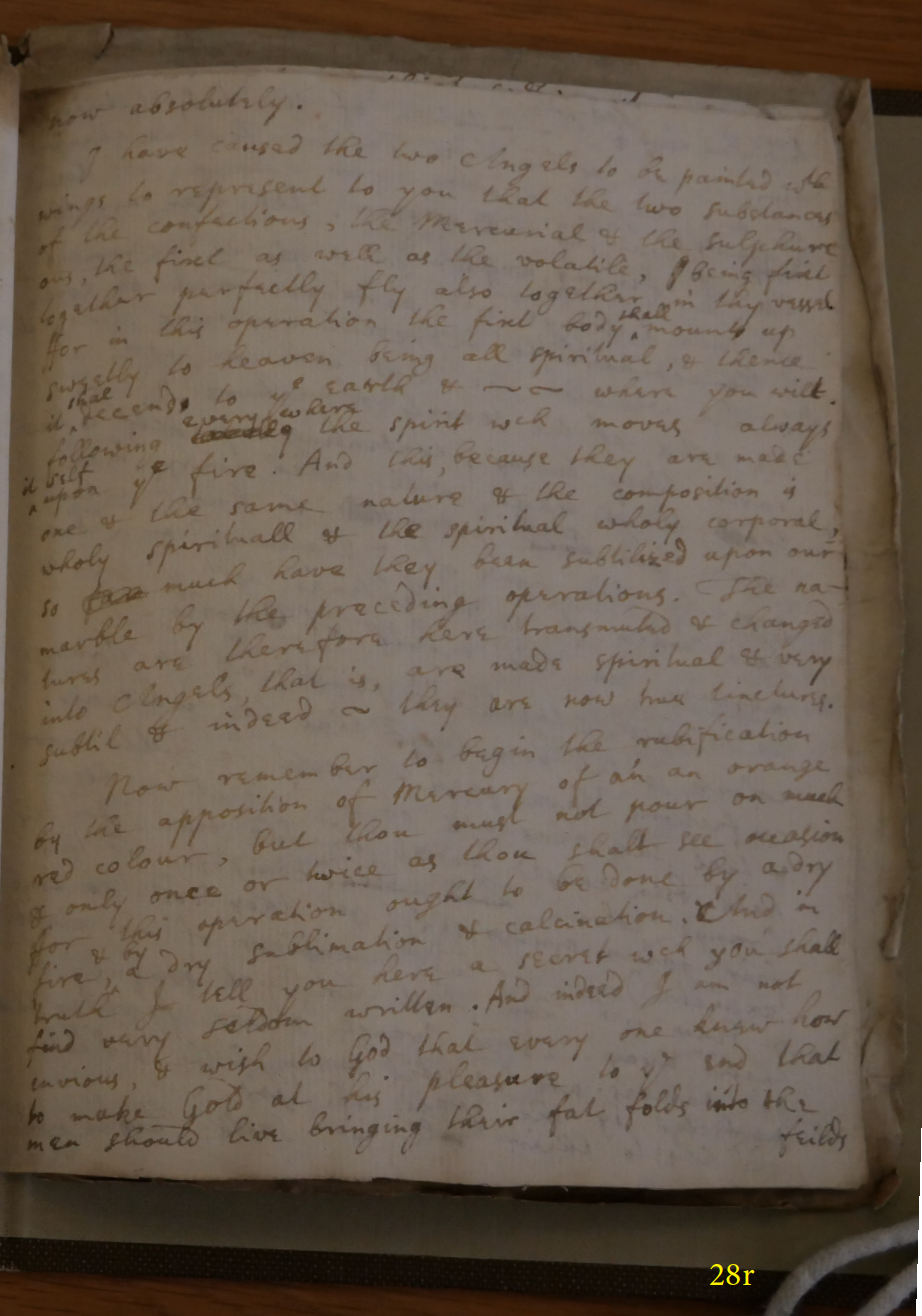 now absolutely.
I have caused the two Angels to be painted wth
wings to represent to you that the two substances
of the confections, the Mercurial & the sulphure
ous, the fixt as well as the volatile, being fixt
together perfectly fly also together in thy vessel
ffor in this operation the fixt body shall mount up
sweetly to heaven being all spiritual, & thence
it shal decend to ye earth & ~ ~ where you wilt.
following every where the spirit wch moves always
it self upon ye fire. And this, because they are made
one & the same nature & the composition is
wholy spirituall & the spiritual wholy corporal,
so much have they been subtilized upon our
marble by the preceding operations. The na-
tures are therefore here transmuted & changed
into Angels, that is, are made spiritual & very
subtil & indeed ~ they are now true tinctures.
Now remember to begin the rubification
by the apposition of Mercury of an an orange
red colour, but thou must not pour on much
& only once or twice as thou shalt see occasion
ffor this operation ought to be done by a dry
fire, & by a dry sublimation & calcination. And in
truth I tell you here a secret wch you shall
find very seldom written. And indeed I am not
envious, & wish to God that every one knew how
to make Gold at his pleasure to ye end that
men should live bringing their fat folds into the
feilds
28r